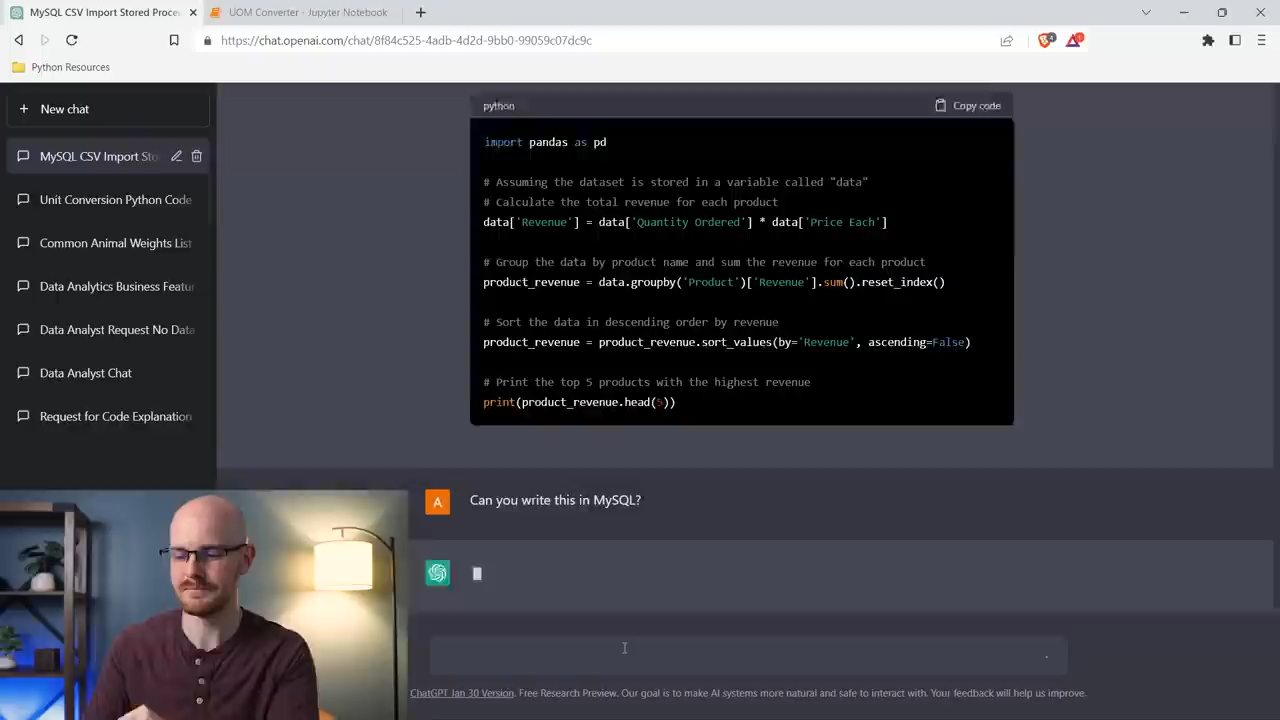 MySQL CSV Import Stored Proce
UOM Converter - Jupyter Notebook
https://chat.openai.com/chat/8f84c525-4adb-4d2d-9bb0-99059c07dc9c
Python Resources
New chat
MySQL CSV Import Sto
Unit Conversion Python Code
Common Animal Weights List
Data Analytics Business Featur
Data Analyst Request No Data
Data Analyst Chat
Request for Code Explanation
python
Copy code
import pandas as pd
# Assuming the dataset is stored in a variable called "data"
# Calculate the total revenue for each product
data['Revenue'] = data['Quantity Ordered'] * data['Price Each']
# Group the data by product name and sum the revenue for each product
product_revenue = data.groupby('Product')['Revenue'].sum().reset_index()
# Sort the data in descending order by revenue
product_revenue = product_revenue.sort_values(by='Revenue', ascending=False)
# Print the top 5 products with the highest revenue
print(product_revenue.head(5))
A
Can you write this in MySQL?
ChatGPT Jan 30 Version. Free Research Preview. Our goal is to make AI systems more natural and safe to interact with. Your feedback will help us improve.